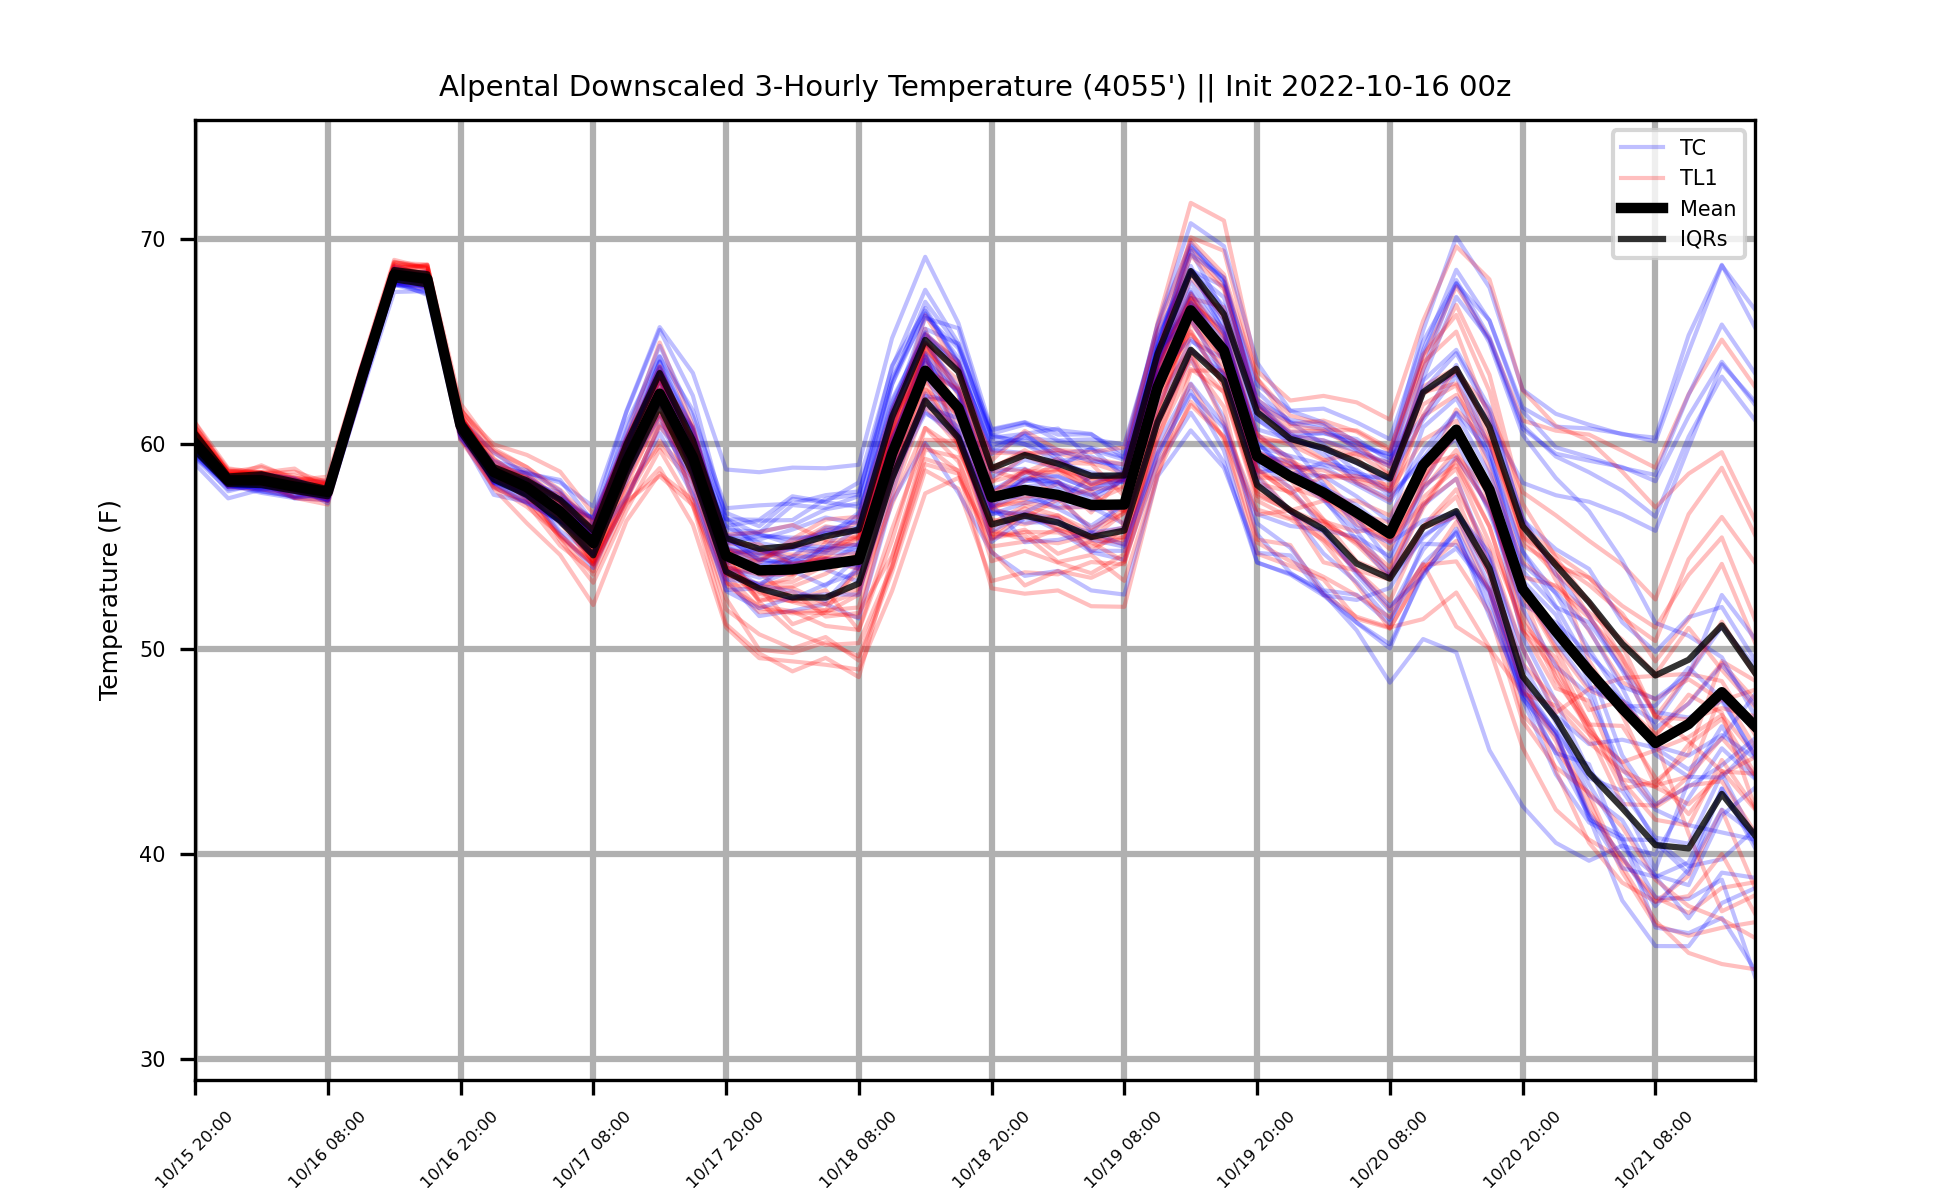 Alpental Downscaled 3-Hourly Temperature (4055') || Init 2022-10-16 00z
TC
TL1
Mean
IQRs
Temperature (F)
70
60
50
40
30
10/15 20:00
10/16 08:00
10/16 20:00
10/17 08:00
10/17 20:00
10/18 08:00
10/18 20:00
10/19 08:00
10/19 20:00
10/20 08:00
10/20 20:00
10/21 08:00